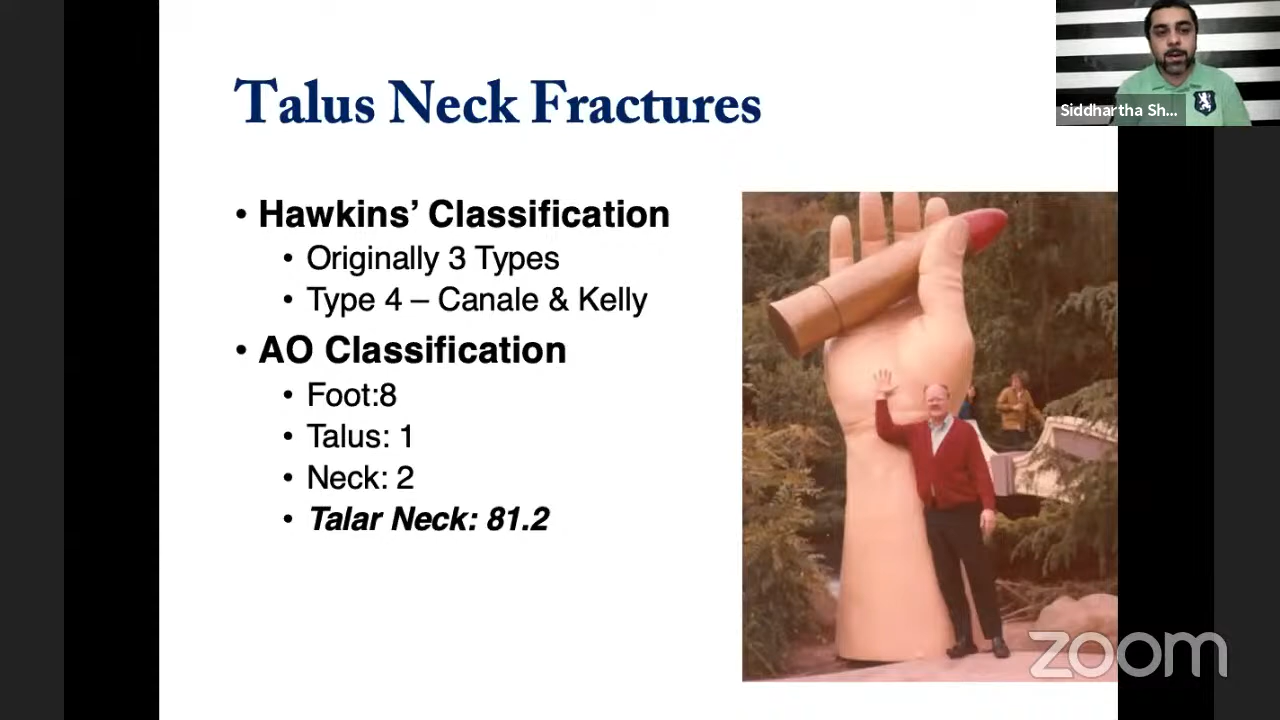 Talus Neck Fractures
Siddhartha Sh...
• Hawkins’ Classification
• Originally 3 Types
• Type 4 – Canale & Kelly
• AO Classification
• Foot:8
• Talus: 1
• Neck: 2
• Talar Neck: 81.2
zoom